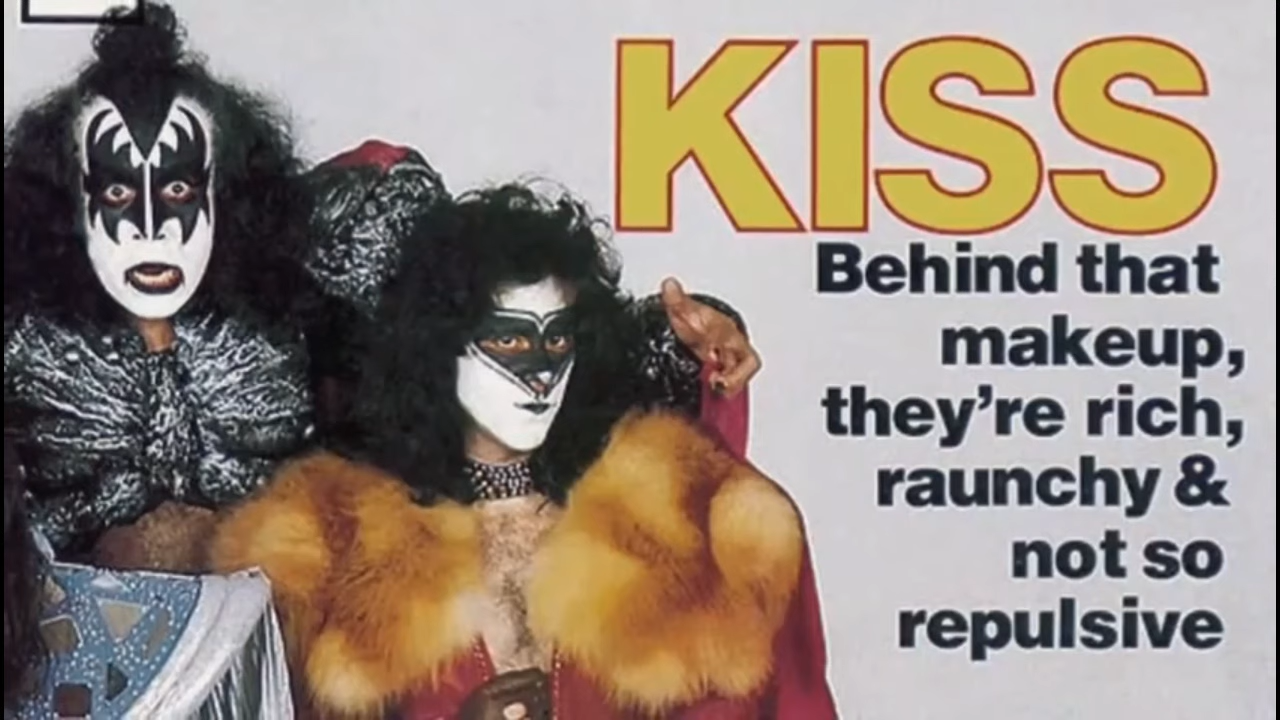 KISS
Behind that
makeup,
they're rich,
raunchy &
not so
repulsive